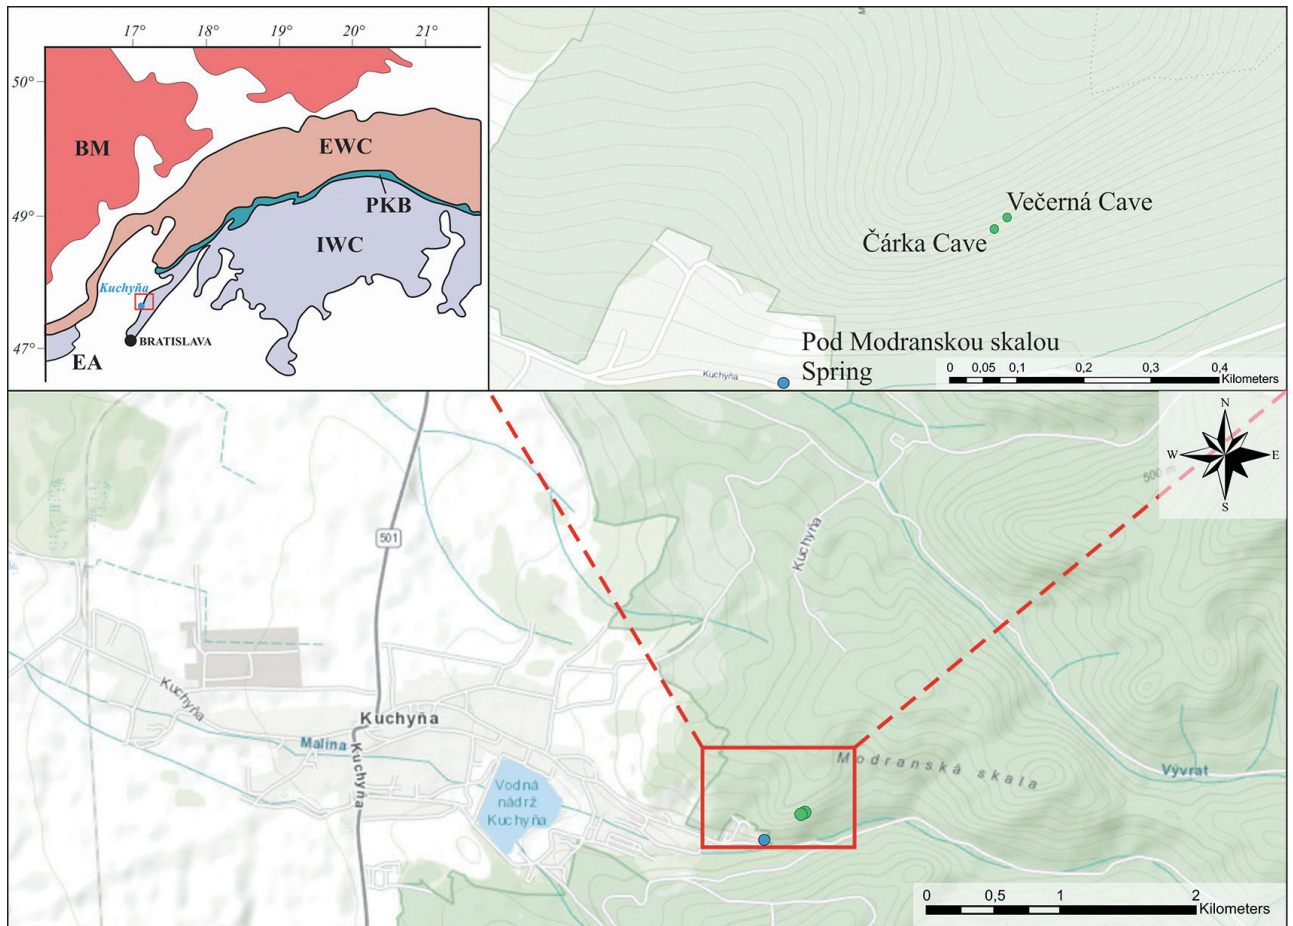 17° 18° 19° 20° 21°
50°
BM
EWC
49°
PKB
IWC
Kuchyňa
47°
BRATISLAVA
EA
Večerná Cave
Čárka Cave
Pod Modranskou skalou
Spring
Kuchyňa
0 0,05 0,1 0,2 0,3 0,4
Kilometers
N
W E
S
500 m
501
Kuchyňa
Kuchyňa
Kuchyňa
Malina
Kuchyňa
Modranská skala
Vývrat
Vodná
nádrž
Kuchyňa
0 0,5 1 2
Kilometers